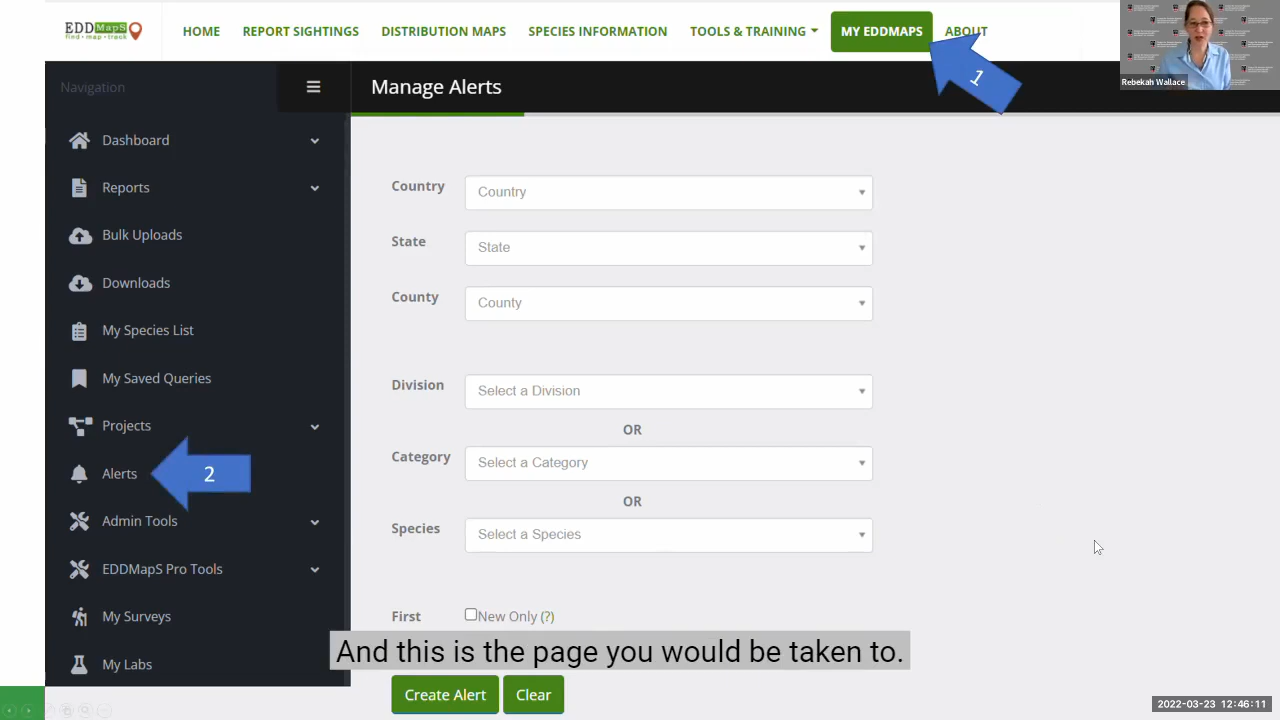 EDDMapS
find • map • track
HOME
REPORT SIGHTINGS
DISTRIBUTION MAPS
SPECIES INFORMATION
TOOLS & TRAINING
MY EDDMAPS
ABOUT
1
Rebekah Wallace
Navigation
Manage Alerts
Dashboard
Reports
Bulk Uploads
Downloads
My Species List
My Saved Queries
Projects
Alerts
2
Admin Tools
EDDMapS Pro Tools
My Surveys
My Labs
Country
Country
State
State
County
County
Division
Select a Division
OR
Category
Select a Category
OR
Species
Select a Species
First
New Only (?)
And this is the page you would be taken to.
Create Alert
Clear
2022-03-23 12:46:11